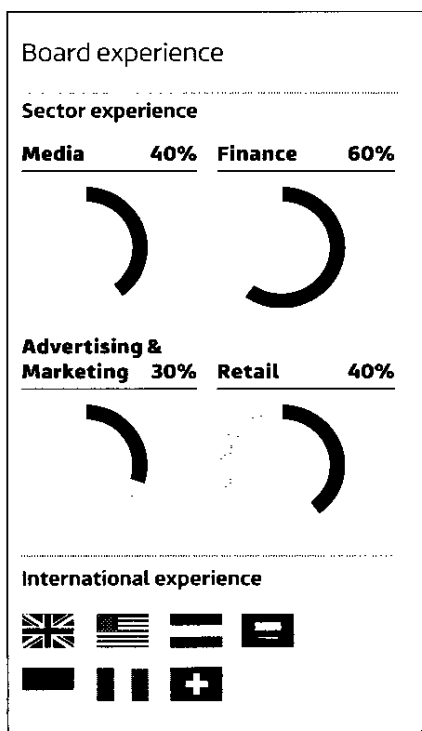 Board experience
Sector experience
Media 40% Finance 60%
Advertising &
Marketing 30% Retail 40%
International experience